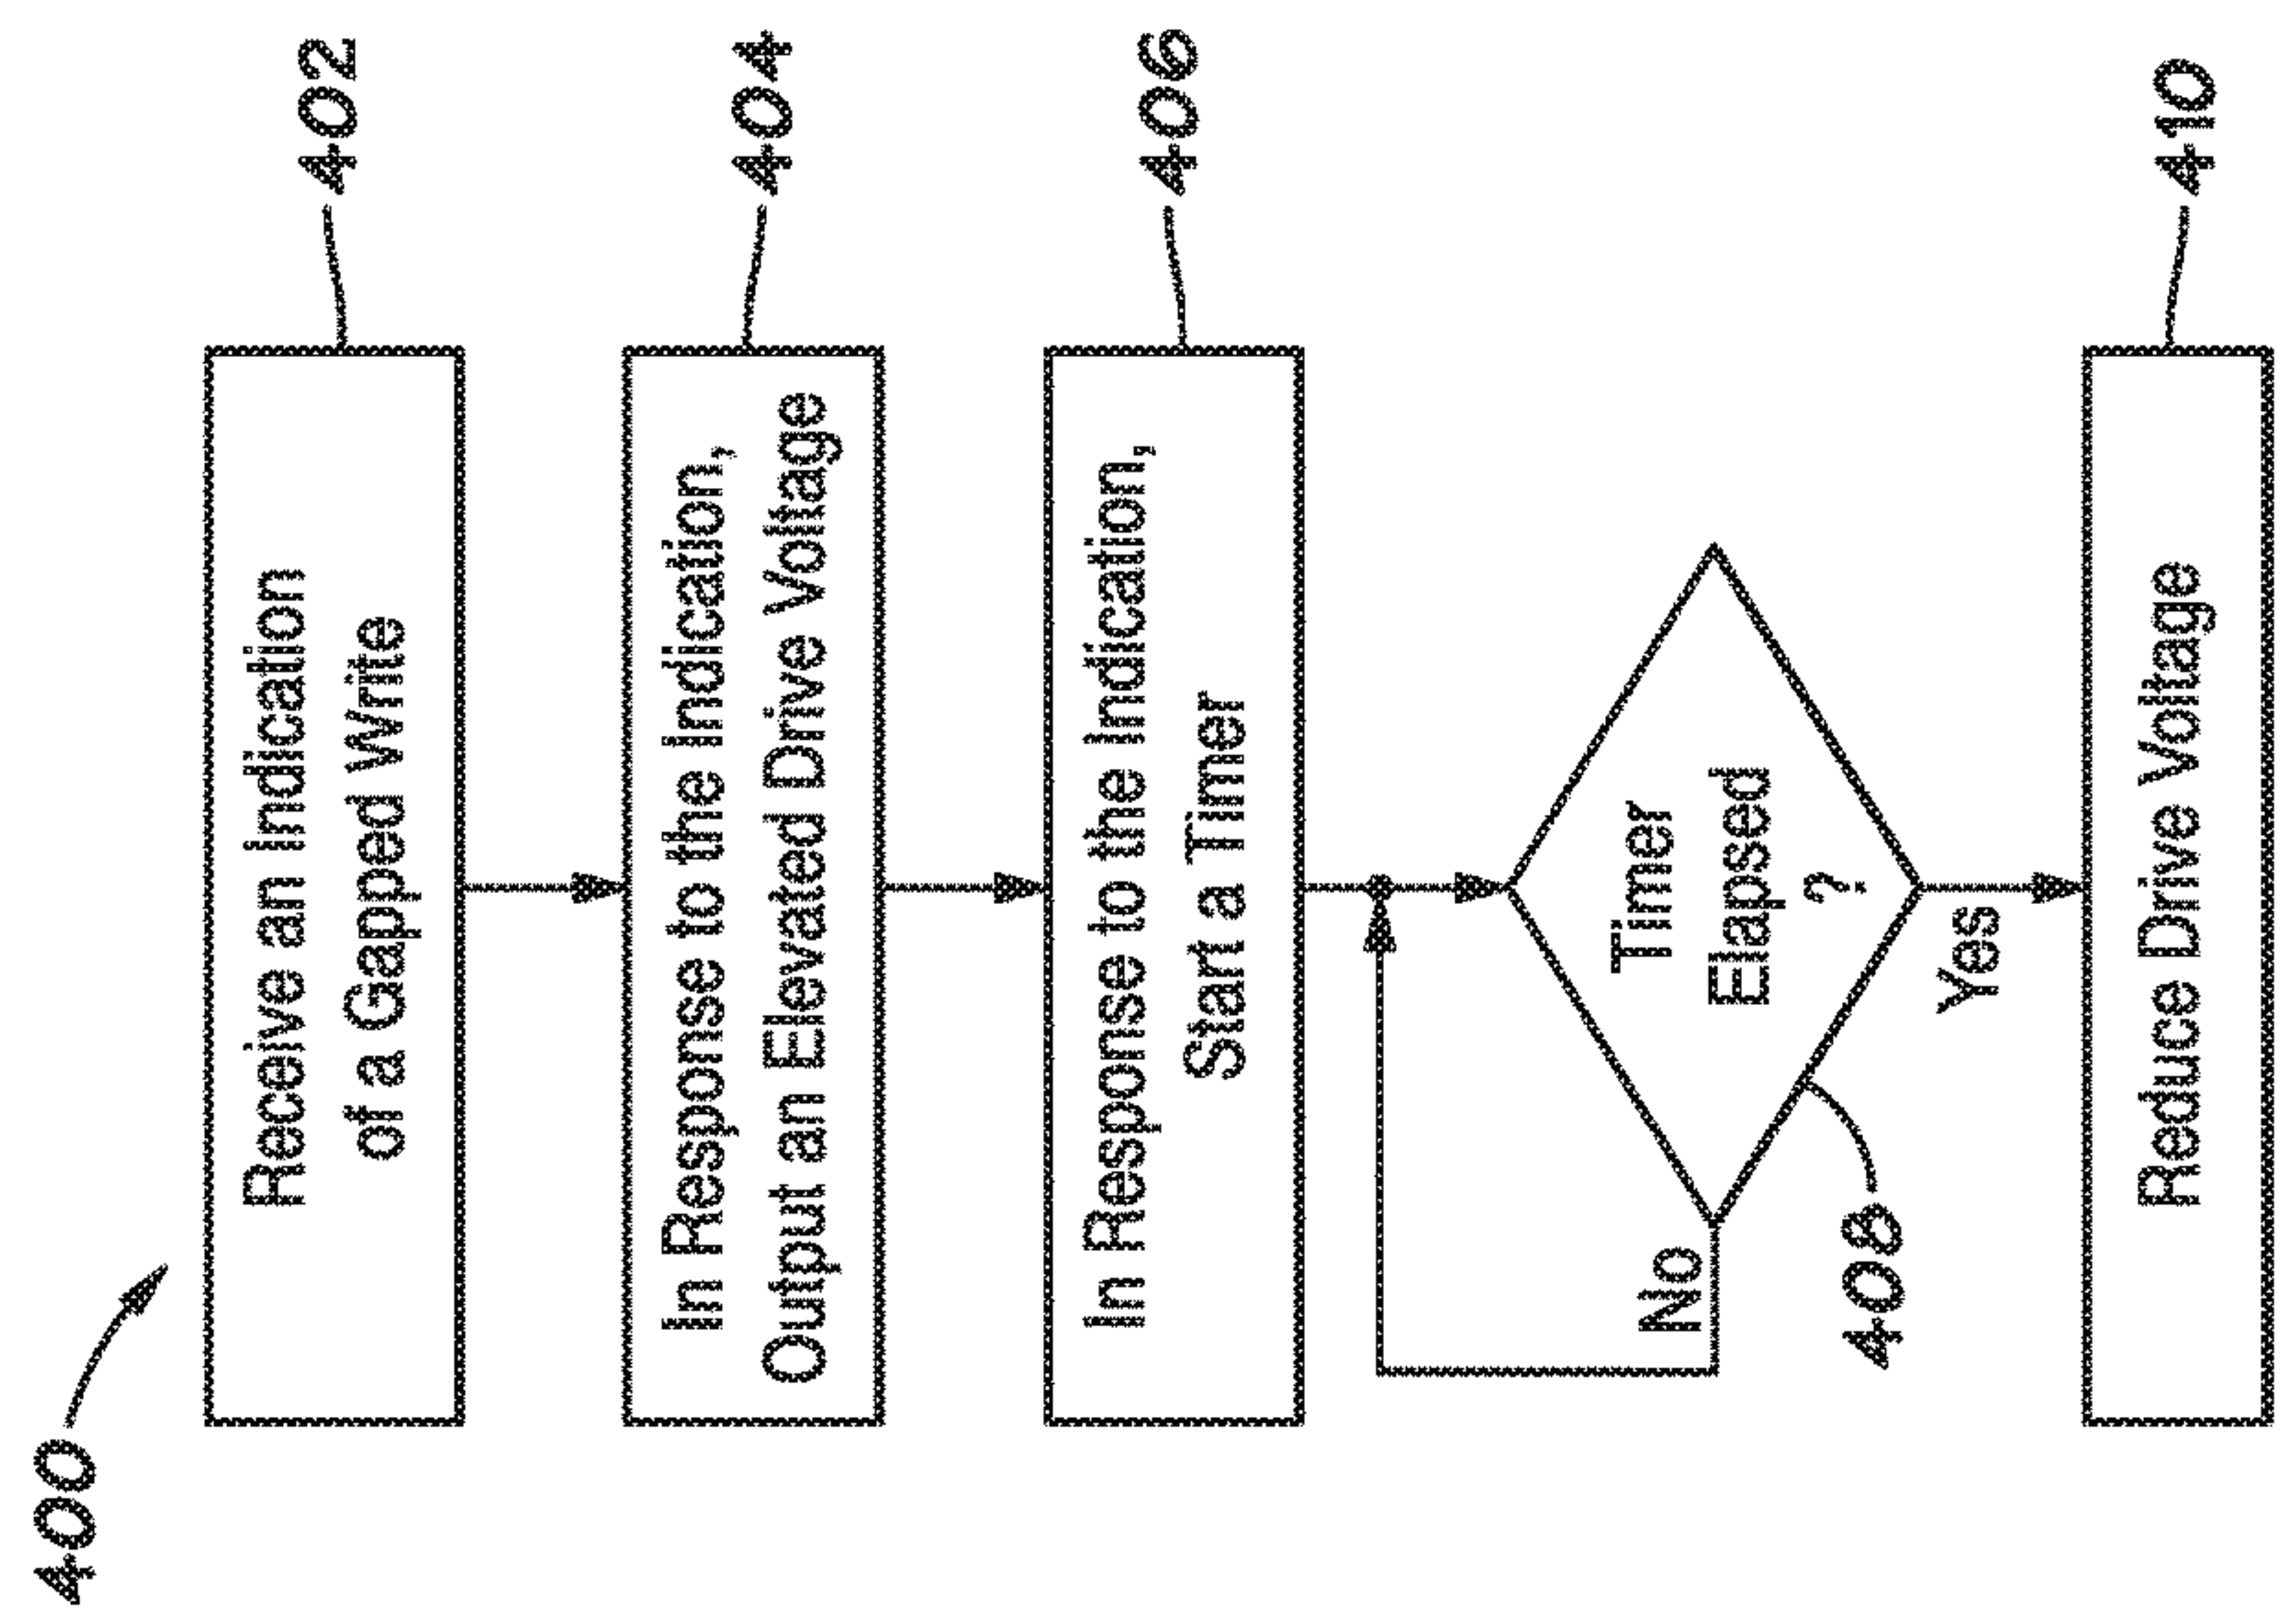 400
Receive an Indication
of a Gapped Write
402
In Response to the Indication,
Output an Elevated Drive Voltage
404
In Response to the Indication,
Start a Timer
406
Timer
Elapsed
?
No
408
Yes
Reduce Drive Voltage
410